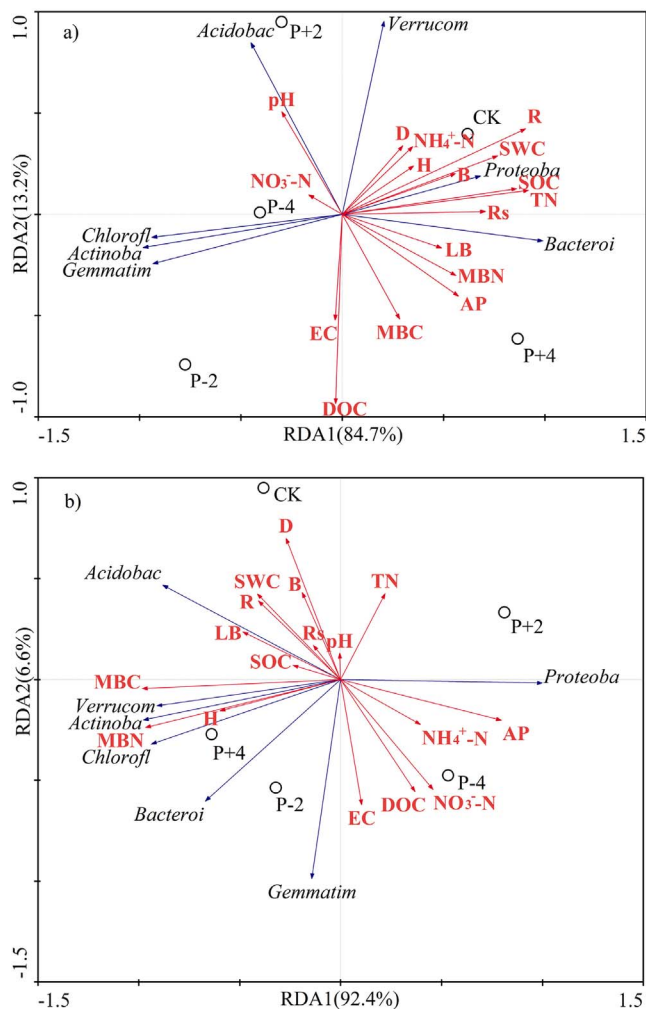 1.0
a)
Acidobac
P+2
Verrucom
pH
CK
R
D
NH₄⁺-N
SWC
H
B
Proteoba
NO₃⁻-N
SOC
TN
P-4
Rs
Chlorofl
Actinoba
Gemmatim
LB
Bacteroi
MBN
AP
EC
MBC
P+4
P-2
DOC
RDA2(13.2%)
-1.0
-1.5
RDA1(84.7%)
1.5
1.0
b)
CK
D
Acidobac
SWC
B
TN
R
LB
Rs
pH
P+2
SOC
MBC
Proteoba
Verrucom
Actinoba
H
MBN
Chlorofl
P+4
NH₄⁺-N
AP
P-4
Bacteroi
P-2
EC
DOC
NO₃⁻-N
Gemmatim
RDA2(6.6%)
-1.5
-1.5
RDA1(92.4%)
1.5